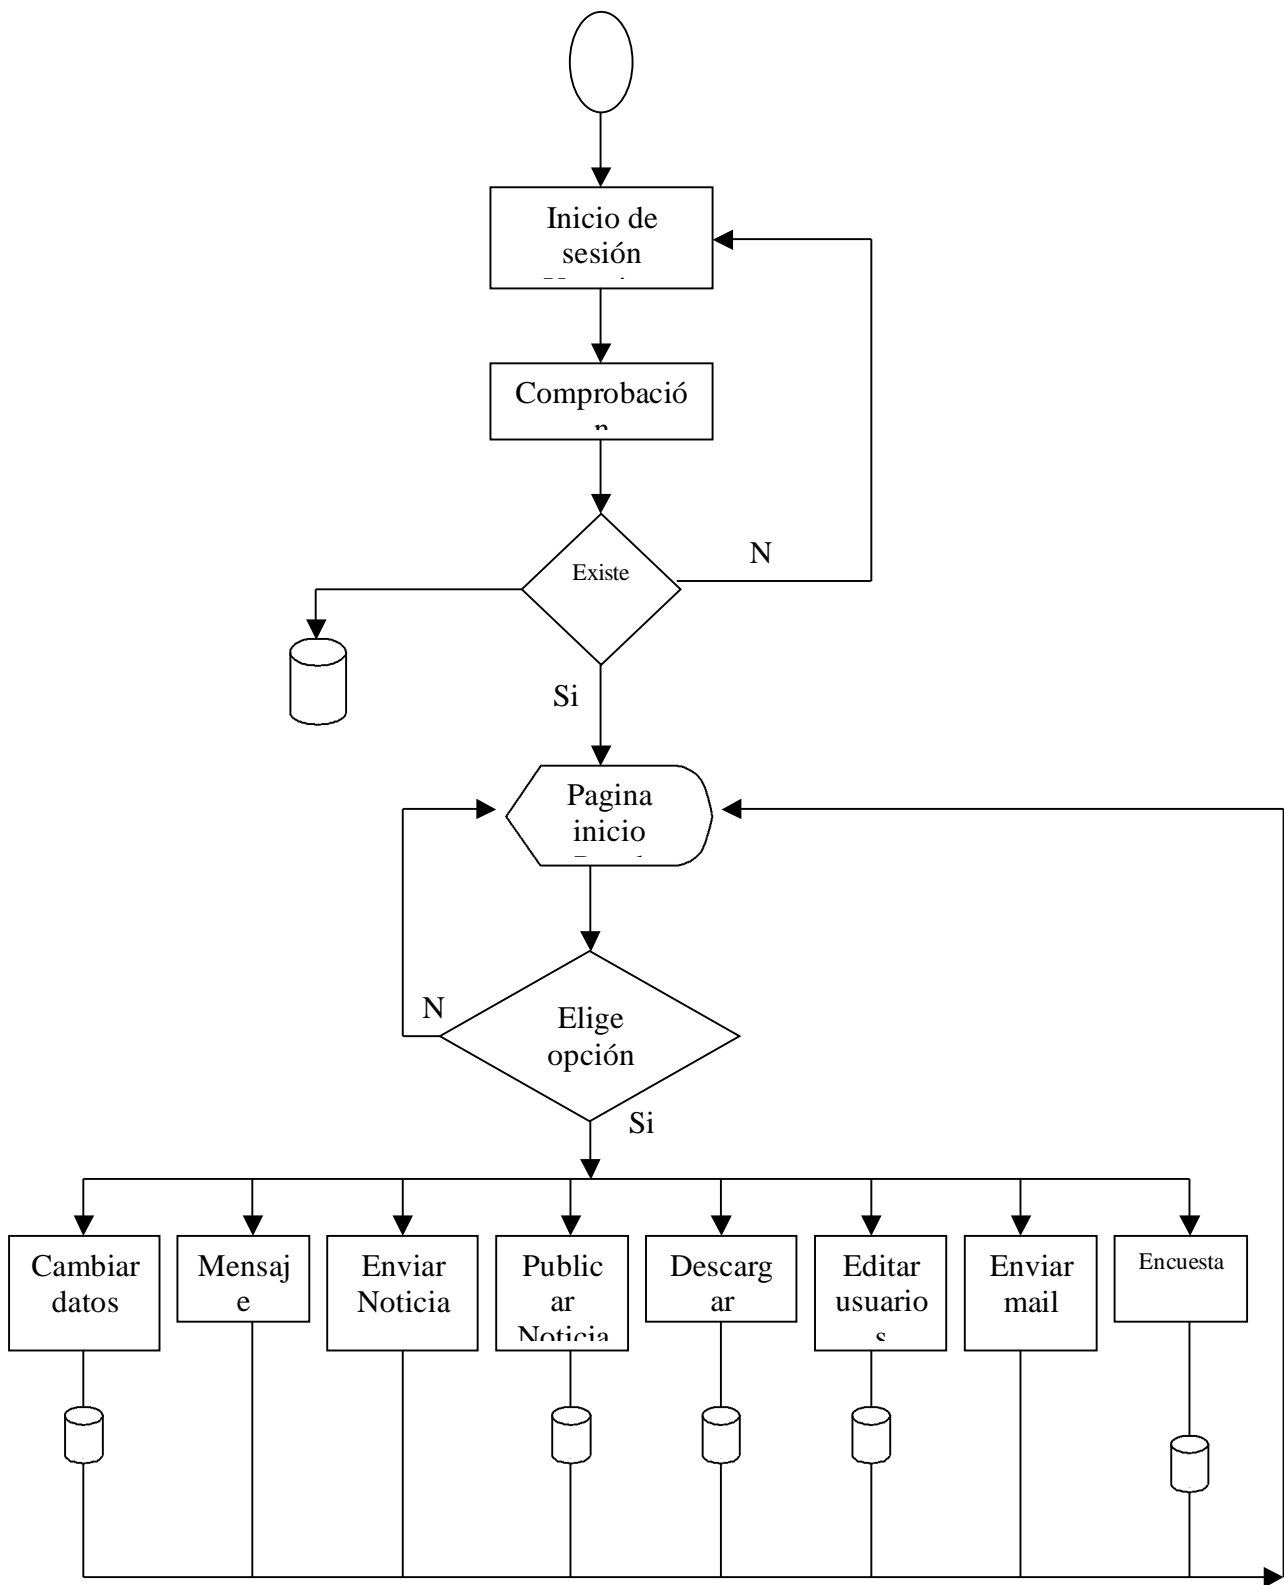 Inicio de
sesión
Comprobació
n
N
Existe
Si
Pagina
inicio
N
Elige
opción
Si
Cambiar
datos
Mensaj
e
Enviar
Noticia
Public
ar
Noticia
Descarg
ar
Editar
usuario
s
Enviar
mail
Encuesta